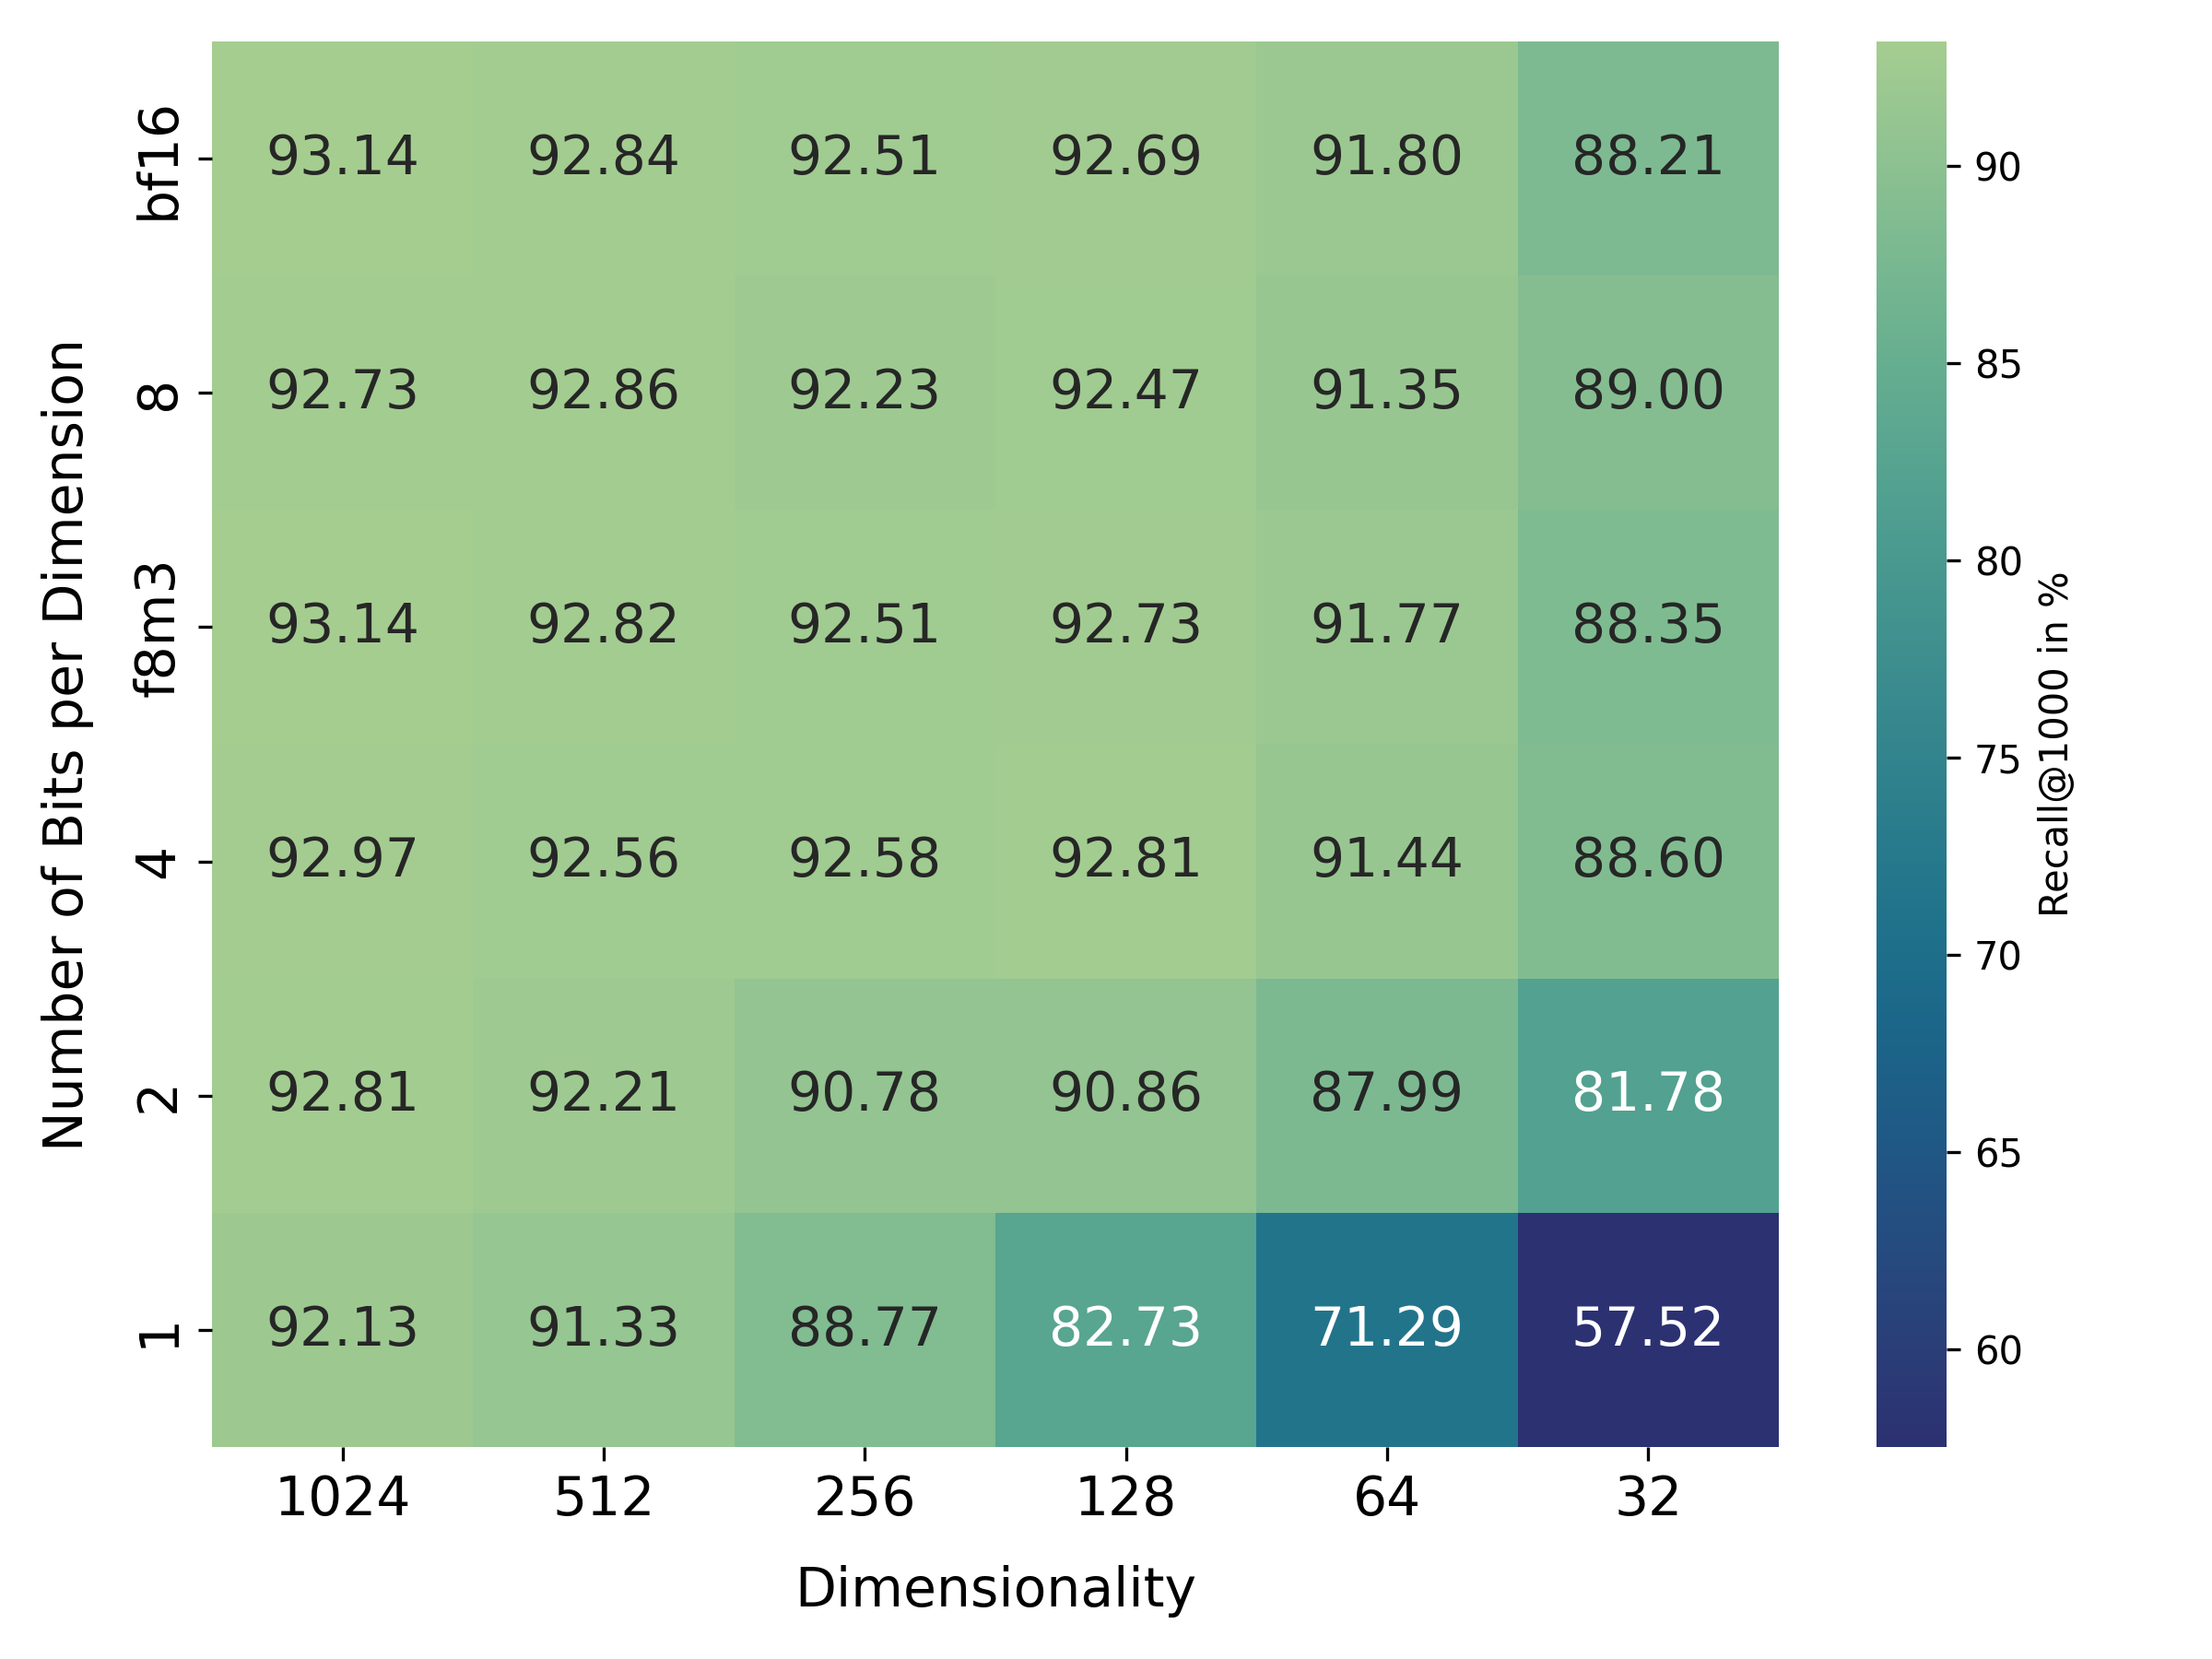 Number of Bits per Dimension
bf16 93.14 92.84 92.51 92.69 91.80 88.21
8 92.73 92.86 92.23 92.47 91.35 89.00
f8m3 93.14 92.82 92.51 92.73 91.77 88.35
4 92.97 92.56 92.58 92.81 91.44 88.60
2 92.81 92.21 90.78 90.86 87.99 81.78
1 92.13 91.33 88.77 82.73 71.29 57.52
1024 512 256 128 64 32
Dimensionality
90
85
80
75
70
65
60
Recall@1000 in %